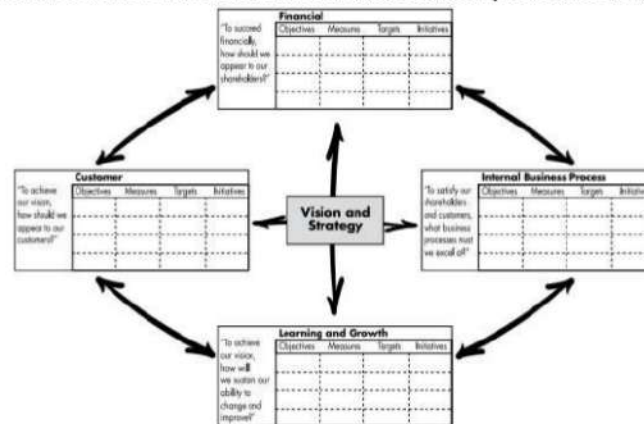 Financial
"To succeed
financially,
how should we
appear to our
shareholders?"
Objectives Measures Targets Initiatives
Customer
"To achieve
our vision,
how should we
appear to our
customers?"
Objectives Measures Targets Initiatives
Vision and
Strategy
Internal Business Process
"To satisfy our
shareholders
and customers,
what business
processes must
we excel at?"
Objectives Measures Targets Initiative
Learning and Growth
"To achieve
our vision,
how will
we sustain our
ability to
change and
improve?"
Objectives Measures Targets Initiatives